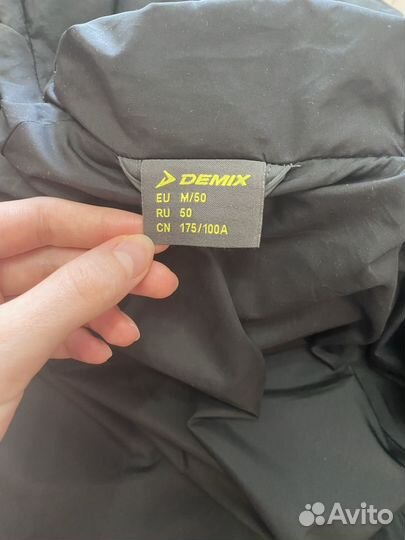 DEMIX
EU M/50
RU 50
CN 175/100A
Avito